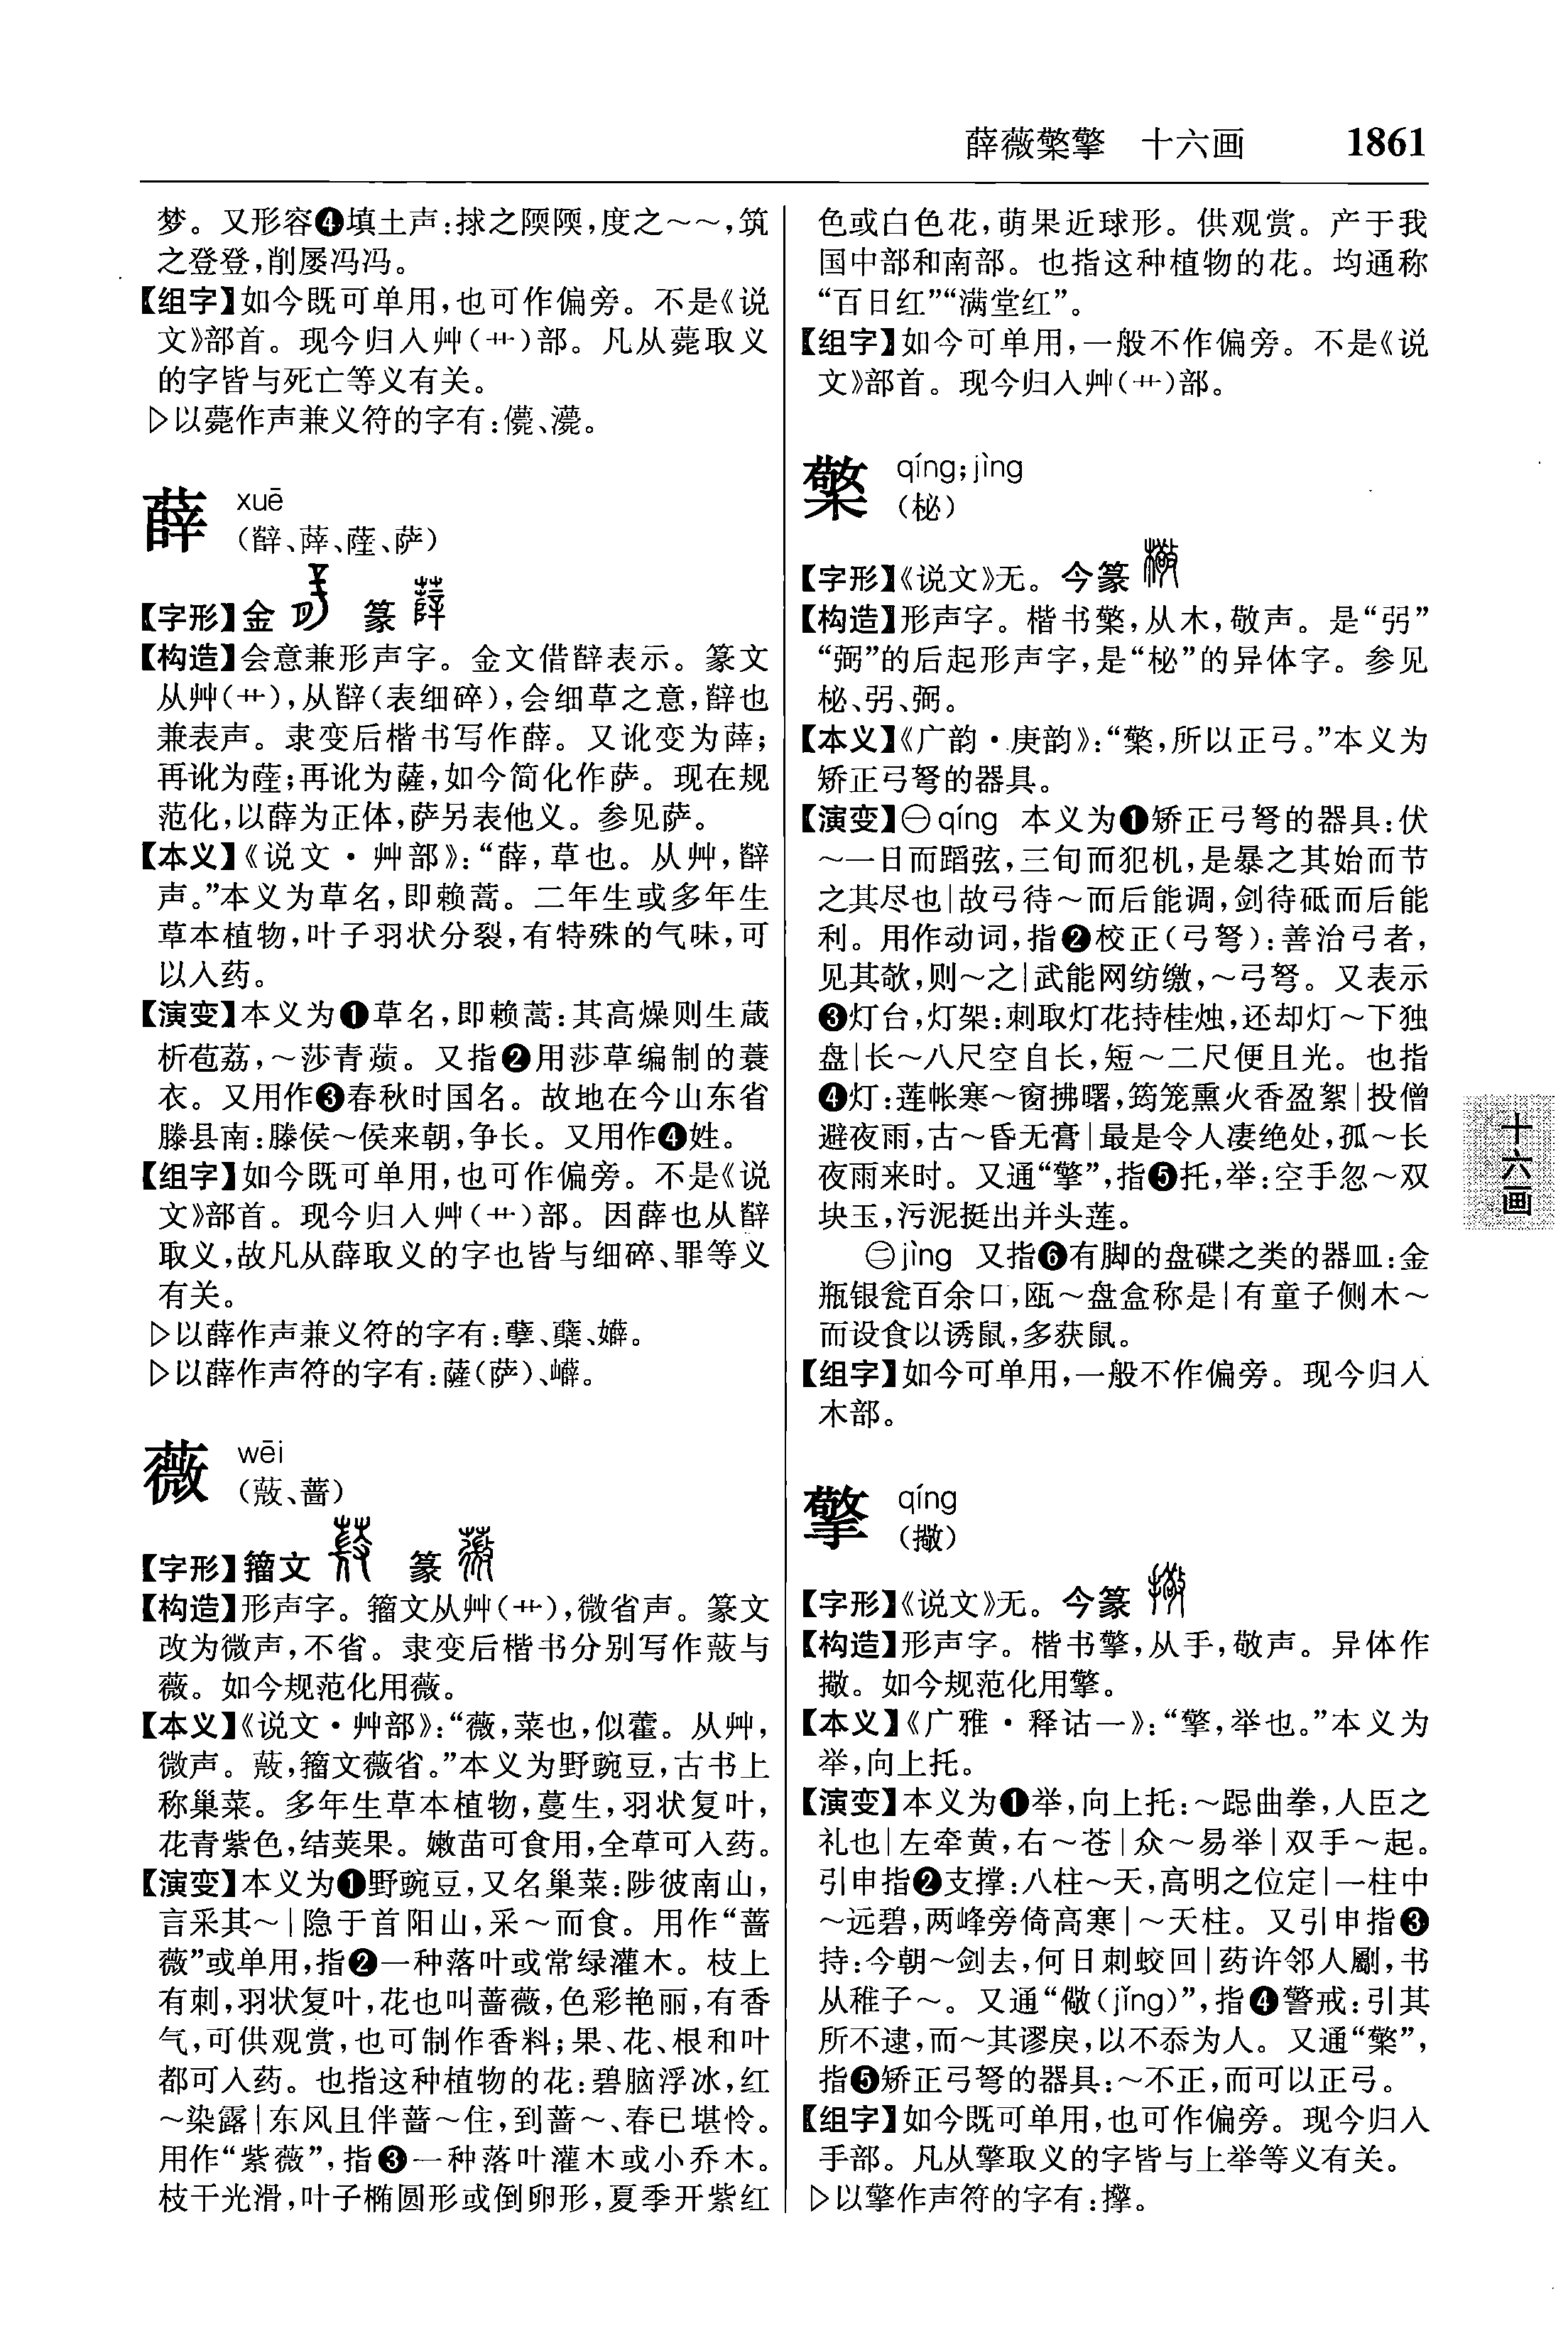 薛薇檠擎 十六画 1861
梦。又形容❹填土声:捄之陾陾,度之～～,筑
之登登,削屡冯冯。
【组字】如今既可单用,也可作偏旁。不是《说
文》部首。现今归入艸(艹)部。凡从薨取义
的字皆与死亡等义有关。
▷以薨作声兼义符的字有:儚、
薛 xuē
(辥、薜、薩、萨)
【字形】金 篆
【构造】会意兼形声字。金文借辥表示。篆文
从艸(艹),从辥(表细碎),会细草之意,辥也
兼表声。隶变后楷书写作薛。又讹变为薜;
再讹为薩;再讹为薩,如今简化作萨。现在规
范化,以薛为正体,萨另表他义。参见萨。
【本义】《说文·艸部》:“薛,草也。从艸,辥
声。”本义为草名,即赖蒿。二年生或多年生
草本植物,叶子羽状分裂,有特殊的气味,可
以入药。
【演变】本义为❶草名,即赖蒿:其高燥则生葴
析苞荔,～莎青薠。又指❷用莎草编制的蓑
衣。又用作❸春秋时国名。故地在今山东省
滕县南:滕侯～侯来朝,争长。又用作❹姓。
【组字】如今既可单用,也可作偏旁。不是《说
文》部首。现今归入艸(艹)部。因薛也从辥
取义,故凡从薛取义的字也皆与细碎、罪等义
有关。
▷以薛作声兼义符的字有:孽、蘖、孼。
▷以薛作声符的字有:薩(萨)、㠎。
薇 wēi
(蔙、蔷)
【字形】籀文 篆
【构造】形声字。籀文从艸(艹),微省声。篆文
改为微声,不省。隶变后楷书分别写作与
薇。如今规范化用薇。
【本义】《说文·艸部》:“薇,菜也,似藿。从艸,
微声。,籀文薇省。”本义为野豌豆,古书上
称巢菜。多年生草本植物,蔓生,羽状复叶,
花青紫色,结荚果。嫩苗可食用,全草可入药。
【演变】本义为❶野豌豆,又名巢菜:陟彼南山,
言采其～|隐于首阳山,采～而食。用作“蔷
薇”或单用,指❷一种落叶或常绿灌木。枝上
有刺,羽状复叶,花也叫蔷薇,色彩艳丽,有香
气,可供观赏,也可制作香料;果、花、根和叶
都可入药。也指这种植物的花:碧脑浮冰,红
～染露|东风且伴蔷～住,到蔷～、春已堪怜。
用作“紫薇”,指❸一种落叶灌木或小乔木。
枝干光滑,叶子椭圆形或倒卵形,夏季开紫红
色或白色花,萌果近球形。供观赏。产于我
国中部和南部。也指这种植物的花。均通称
“百日红”“满堂红”。
【组字】如今可单用,一般不作偏旁。不是《说
文》部首。现今归入艸(艹)部。
檠 qíng;jìng
(柲)
【字形】《说文》无。今篆
【构造】形声字。楷书檠,从木,敬声。是“弜”
“弼”的后起形声字,是“柲”的异体字。参见
柲、弜、弼。
【本义】《广韵·庚韵》:“檠,所以正弓。”本义为
矫正弓弩的器具。
【演变】㊀qíng 本义为❶矫正弓弩的器具:伏
～一日而蹈弦,三旬而犯机,是暴之其始而节
之其尽也|故弓待～而后能调,剑待砥而后能
利。用作动词,指❷校正(弓弩):善治弓者,
见其欹,则～之|武能网纺缴,～弓弩。又表示
❸灯台,灯架:刺取灯花持桂烛,还却灯～下独
盘|长～八尺空自长,短～二尺便且光。也指
❹灯:莲帐寒～窗拂曙,筠笼熏火香盈絮|投僧
避夜雨,古～昏无膏|最是令人凄绝处,孤～长
夜雨来时。又通“擎”,指❺托,举:空手忽～双
块玉,污泥挺出并头莲。
㊁jìng 又指❻有脚的盘碟之类的器皿:金
瓶银瓮百余口,瓯～盘盒称是|有童子侧木～
而设食以诱鼠,多获鼠。
【组字】如今可单用,一般不作偏旁。现今归入
木部。
擎 qíng
(撽)
【字形】《说文》无。今篆
【构造】形声字。楷书擎,从手,敬声。异体作
。如今规范化用擎。
【本义】《广雅·释诂一》:“擎,举也。”本义为
举,向上托。
【演变】本义为❶举,向上托:～跽曲拳,人臣之
礼也|左牵黄,右～苍|众～易举|双手～起。
引申指❷支撑:八柱～天,高明之位定|一柱中
～远碧,两峰旁倚高寒|～天柱。又引申指❸
持:今朝～剑去,何日刺蛟回|药许邻人劚,书
从稚子～。又通“儆(jǐng)”,指❹警戒:引其
所不逮,而～其谬戾,以不忝为人。又通“檠”,
指❺矫正弓弩的器具:～不正,而可以正弓。
【组字】如今既可单用,也可作偏旁。现今归入
手部。凡从擎取义的字皆与上举等义有关。
▷以擎作声符的字有:
十六画